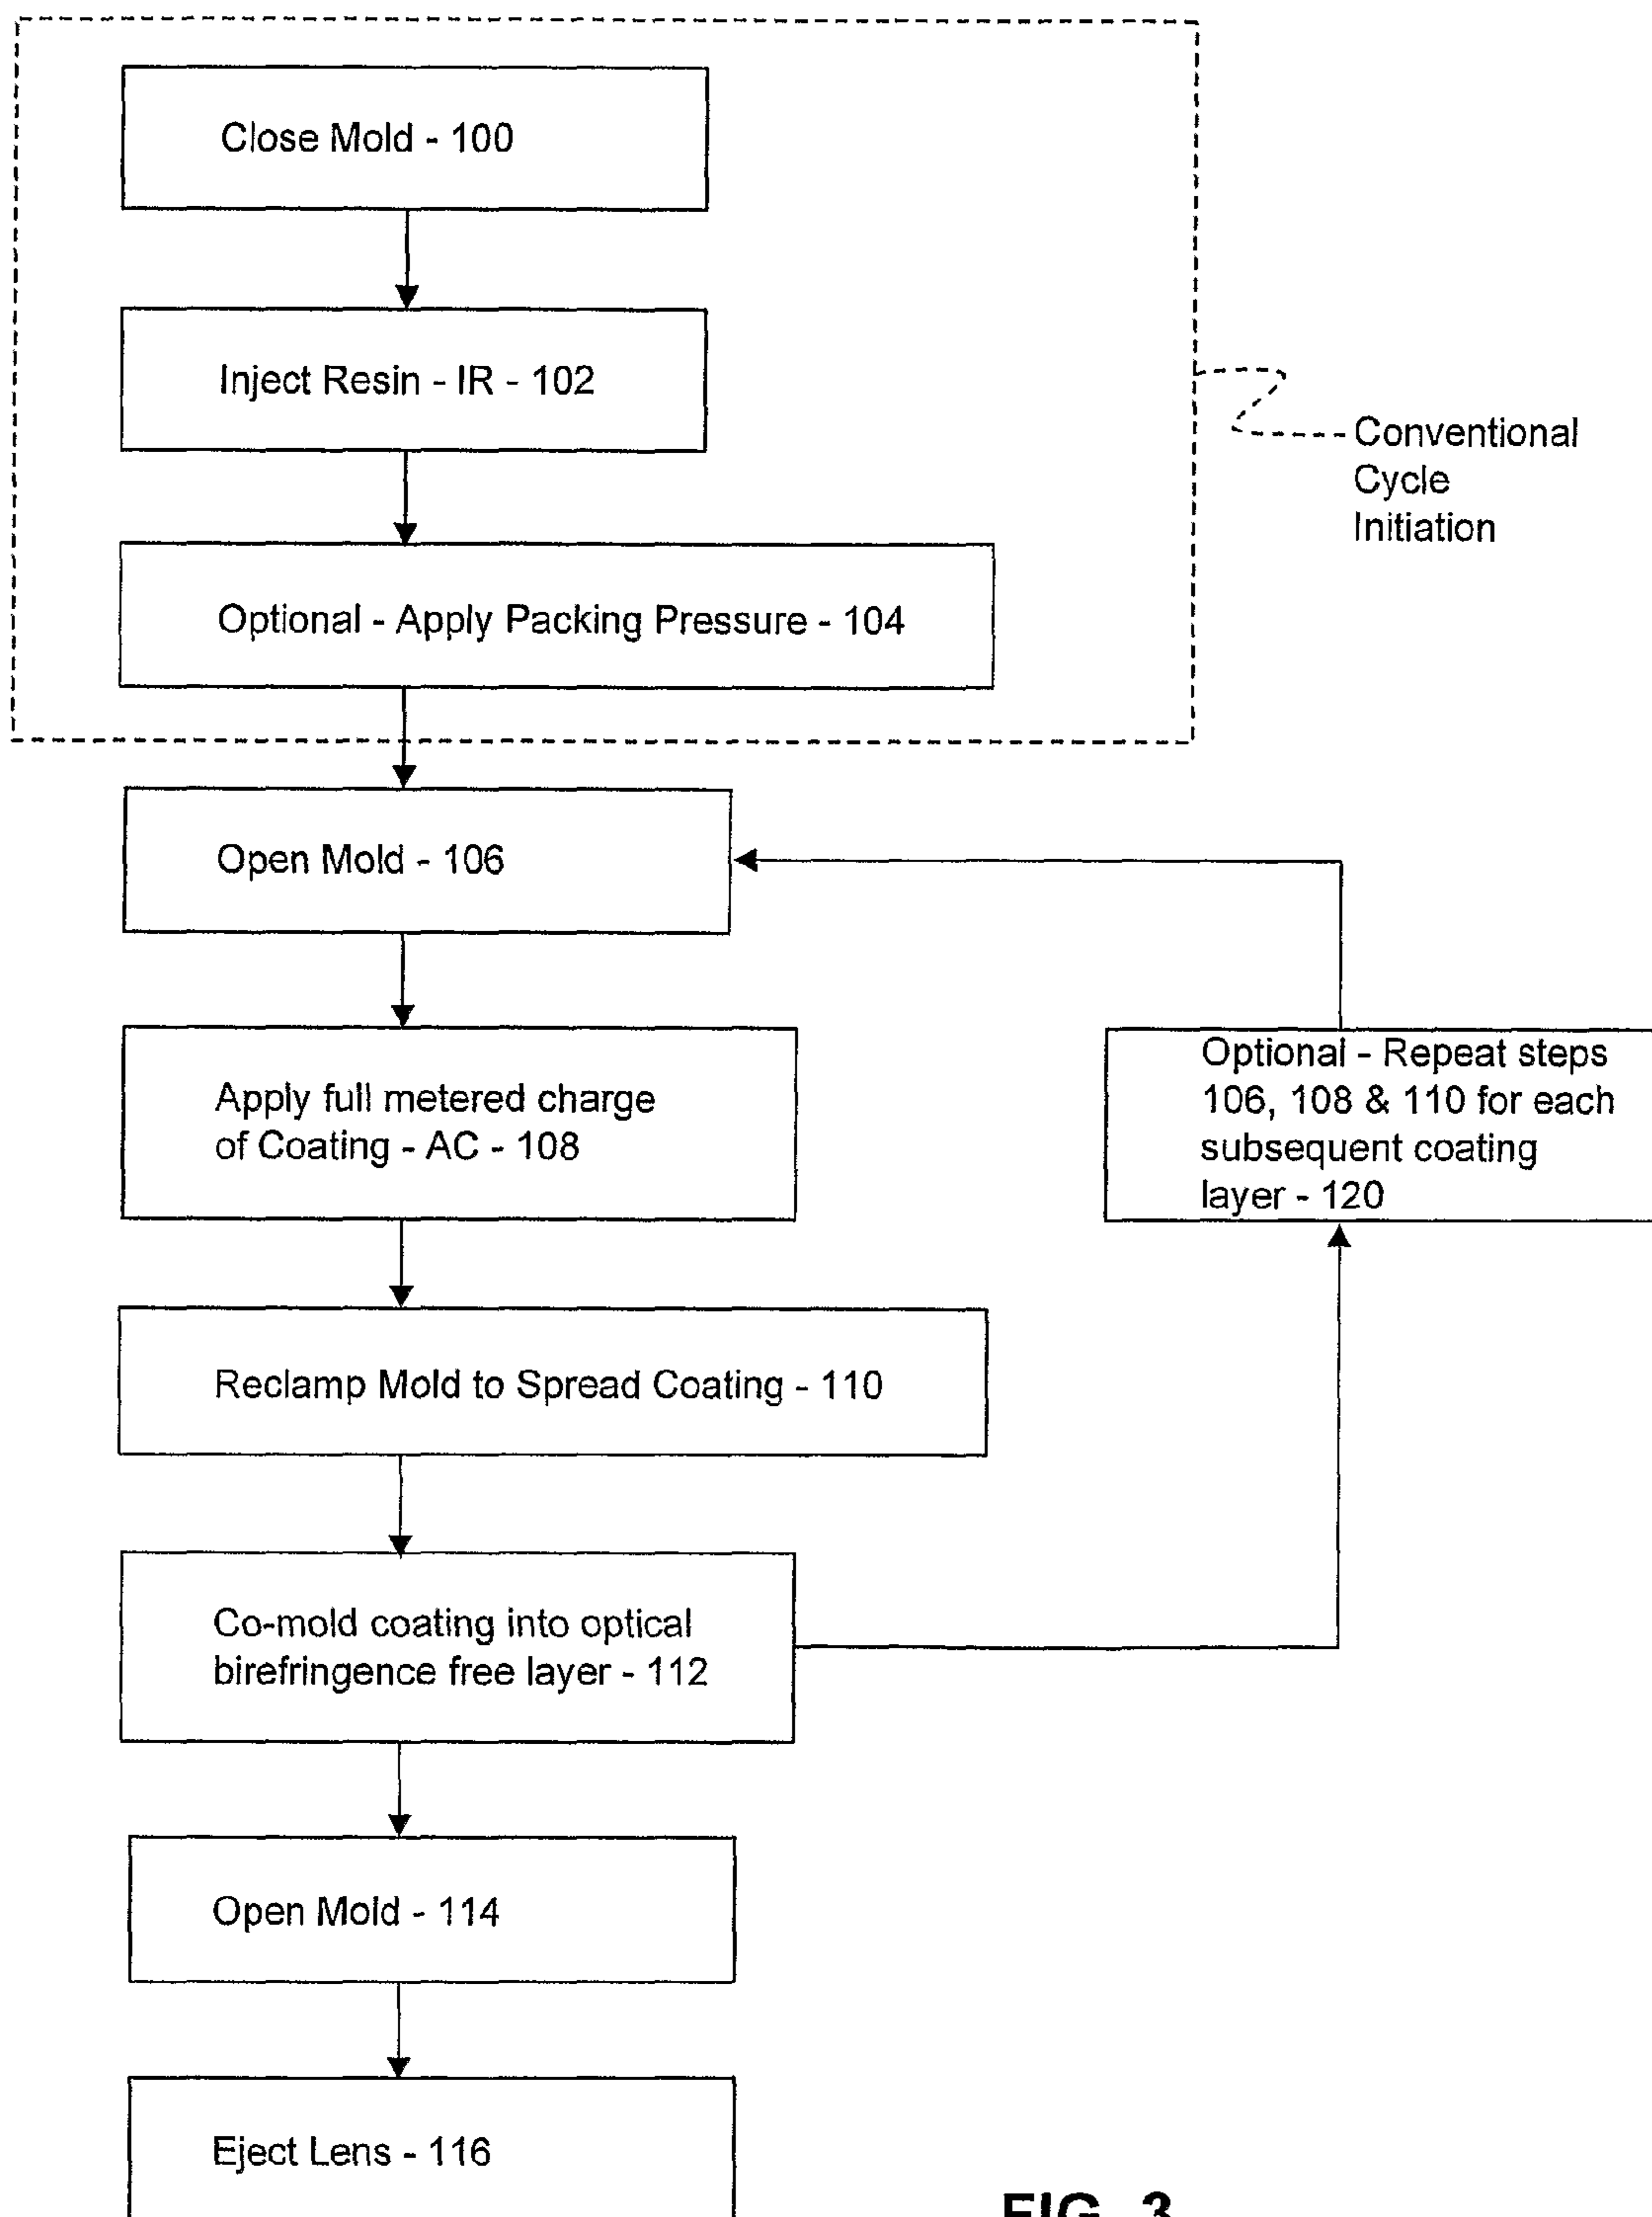 Close Mold - 100
Inject Resin - IR - 102
Conventional
Cycle
Initiation
Optional - Apply Packing Pressure - 104
Open Mold - 106
Apply full metered charge
of Coating - AC - 108
Optional - Repeat steps
106, 108 & 110 for each
subsequent coating
layer - 120
Reclamp Mold to Spread Coating - 110
Co-mold coating into optical
birefringence free layer - 112
Open Mold - 114
Eject Lens - 116
FIG. 3